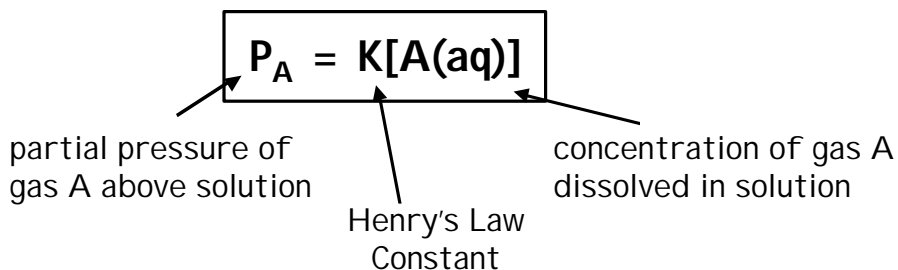 P_A = K[A(aq)]
partial pressure of
gas A above solution
concentration of gas A
dissolved in solution
Henry's Law
Constant